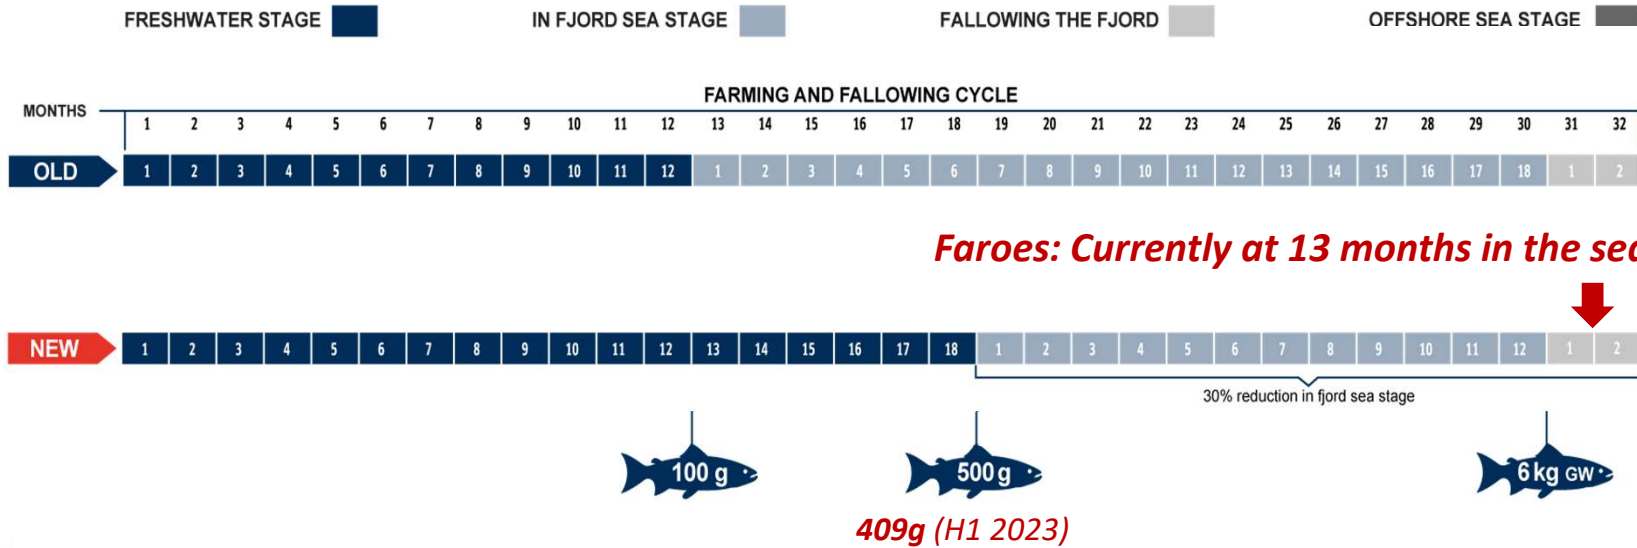 FRESHWATER STAGE IN FJORD SEA STAGE FALLOWING THE FJORD OFFSHORE SEA STAGE
FARMING AND FALLOWING CYCLE
MONTHS
1 2 3 4 5 6 7 8 9 10 11 12 13 14 15 16 17 18 19 20 21 22 23 24 25 26 27 28 29 30 31 32
OLD 1 2 3 4 5 6 7 8 9 10 11 12 1 2 3 4 5 6 7 8 9 10 11 12 13 14 15 16 17 18 1 2
Faroes: Currently at 13 months in the sea
NEW 1 2 3 4 5 6 7 8 9 10 11 12 13 14 15 16 17 18 1 2 3 4 5 6 7 8 9 10 11 12 1 2
30% reduction in fjord sea stage
100 g 500 g 6 kg GW
409g (H1 2023)